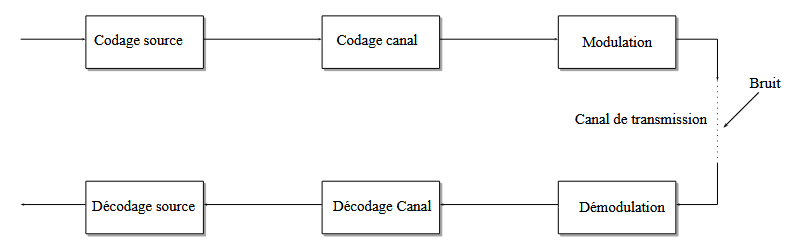 Codage source
Codage canal
Modulation
Bruit
Canal de transmission
Décodage source
Décodage Canal
Démodulation